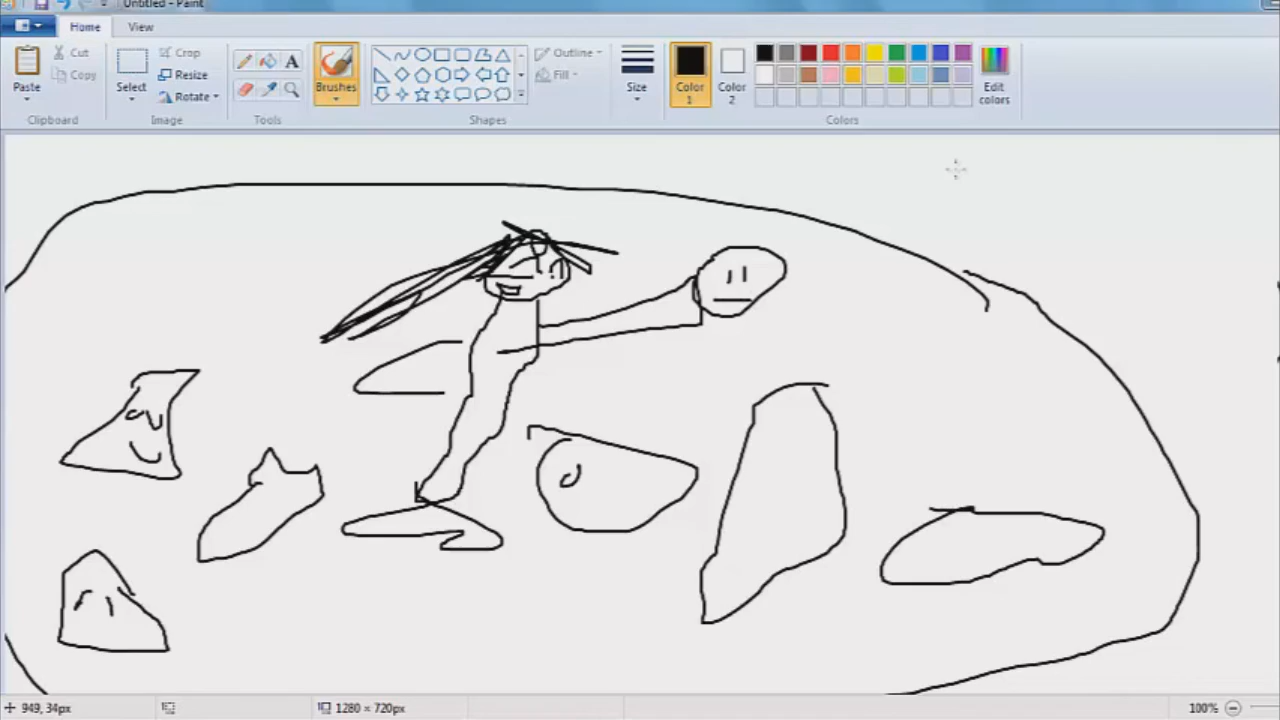 Untitled - Paint
Home View
Paste
Cut
Copy
Clipboard
Select
Crop
Resize
Rotate
Image
A
Tools
Brushes
Outline
Fill
Shapes
Size
Color 1
Color 2
Edit colors
Colors
949, 34px
1280 × 720px
100%